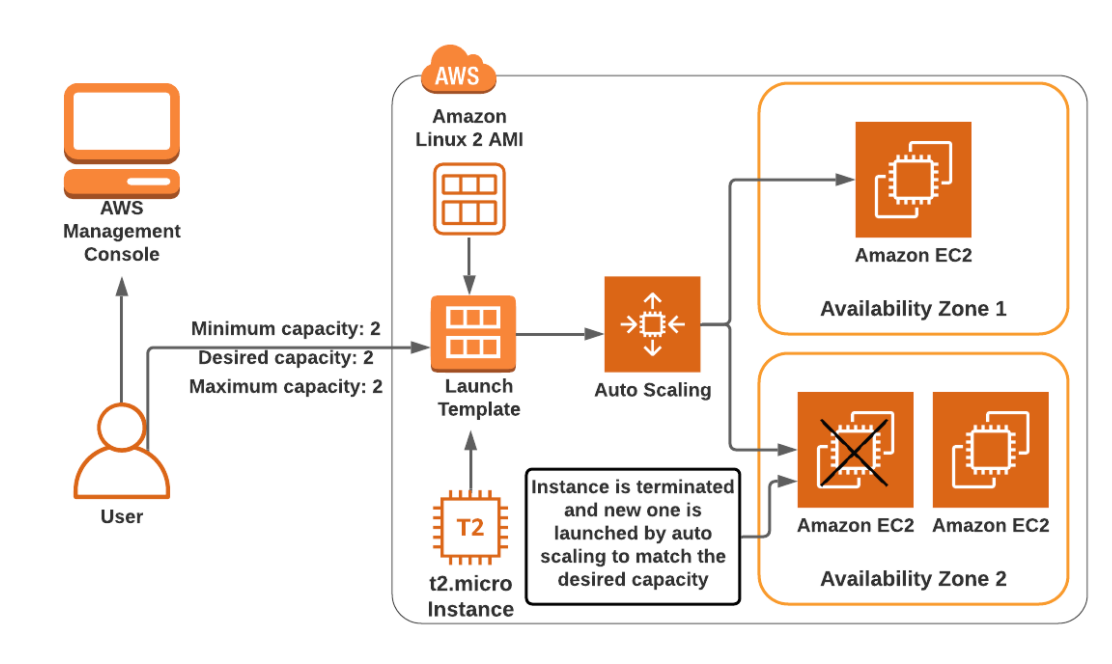 AWS
Amazon
Linux 2 AMI
AWS
Management
Console
Amazon EC2
Availability Zone 1
Minimum capacity: 2
Desired capacity: 2
Maximum capacity: 2
Launch
Template
Auto Scaling
User
T2
t2.micro
Instance
Instance is terminated
and new one is
launched by auto
scaling to match the
desired capacity
Amazon EC2
Amazon EC2
Availability Zone 2